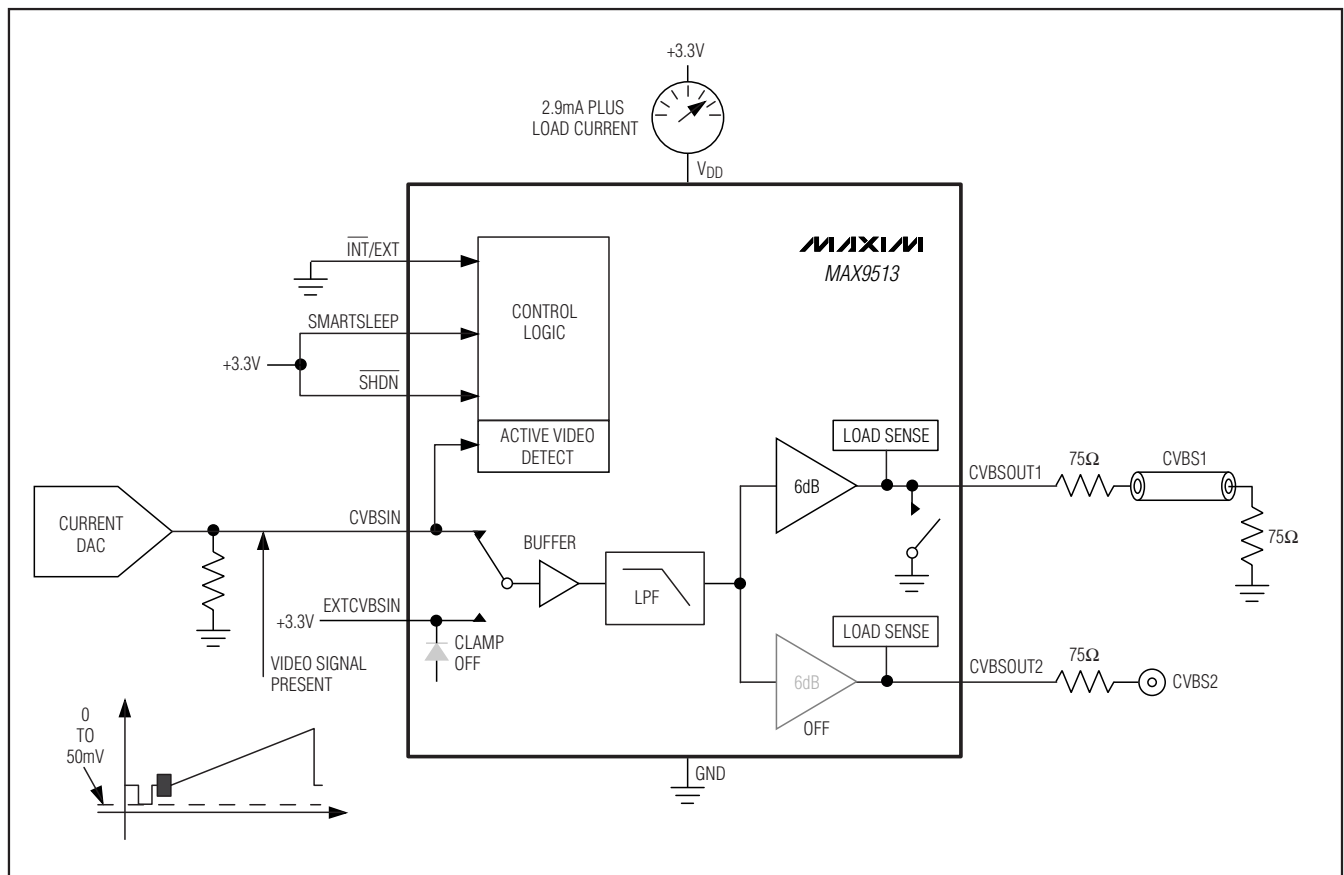 +3.3V
2.9mA PLUS
LOAD CURRENT
VDD
MAXIM
MAX9513
INT/EXT
SMARTSLEEP
+3.3V
SHDN
CONTROL
LOGIC
ACTIVE VIDEO
DETECT
LOAD SENSE
6dB
CVBSOUT1
75Ω
CVBS1
75Ω
CURRENT
DAC
CVBSIN
BUFFER
LPF
+3.3V
EXTCVBSIN
CLAMP
OFF
VIDEO SIGNAL
PRESENT
LOAD SENSE
6dB
OFF
CVBSOUT2
75Ω
CVBS2
0
TO
50mV
GND